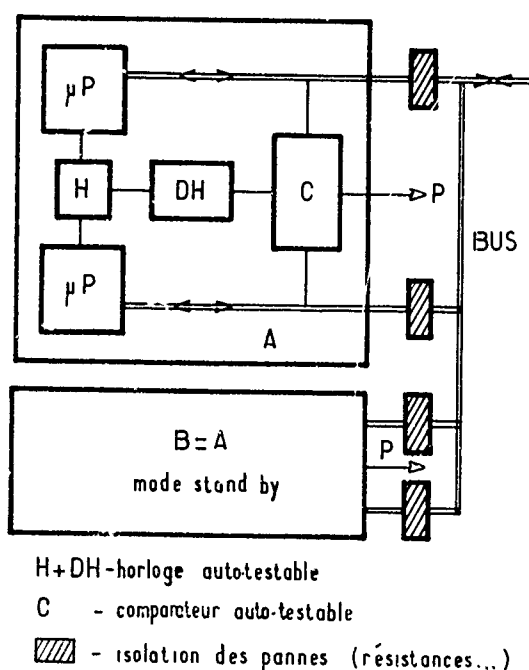 μP
H
DH
C
P
BUS
μP
A
B=A
P
mode stand by
H+DH-horloge auto-testable
C - comparateur auto-testable
- isolation des pannes (résistances...)